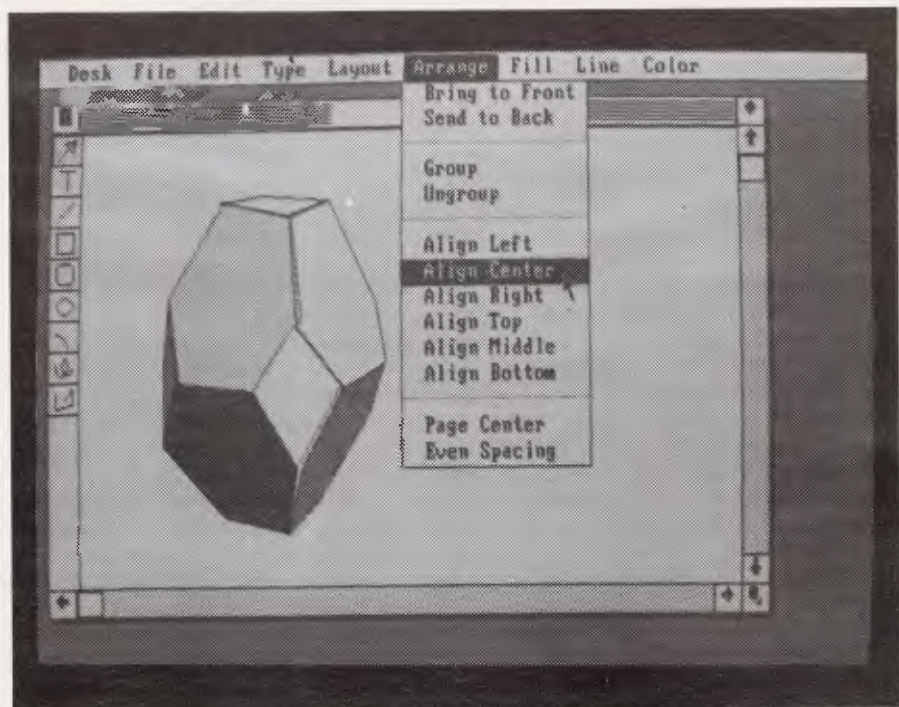 Desk File Edit Type Layout Arrange Fill Line Color
Bring to Front
Send to Back
Group
Ungroup
Align Left
Align Center
Align Right
Align Top
Align Middle
Align Bottom
Page Center
Even Spacing
T